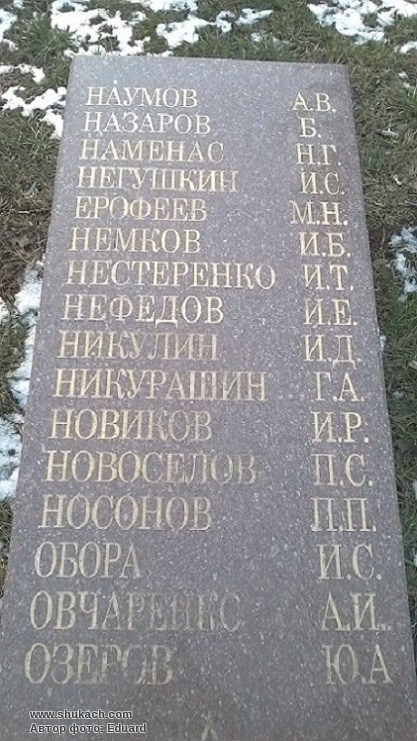 НАУМОВ А.В.
НАЗАРОВ Б.
НАМЕНАС Н.Г.
НЕГУШКИН И.С.
ЕРОФЕЕВ М.Н.
НЕМКОВ И.Б.
НЕСТЕРЕНКО И.Т.
НЕФЕДОВ И.Е.
НИКУЛИН И.Д.
НИКУРАШИН Г.А.
НОВИКОВ И.Р.
НОВОСЕЛОВ П.С.
НОСОНОВ П.П.
ОБОРА И.С.
ОВЧАРЕНКО А.И.
ОЗЕРОВ Ю.А
www.shukach.com
Автор фото: Eduard